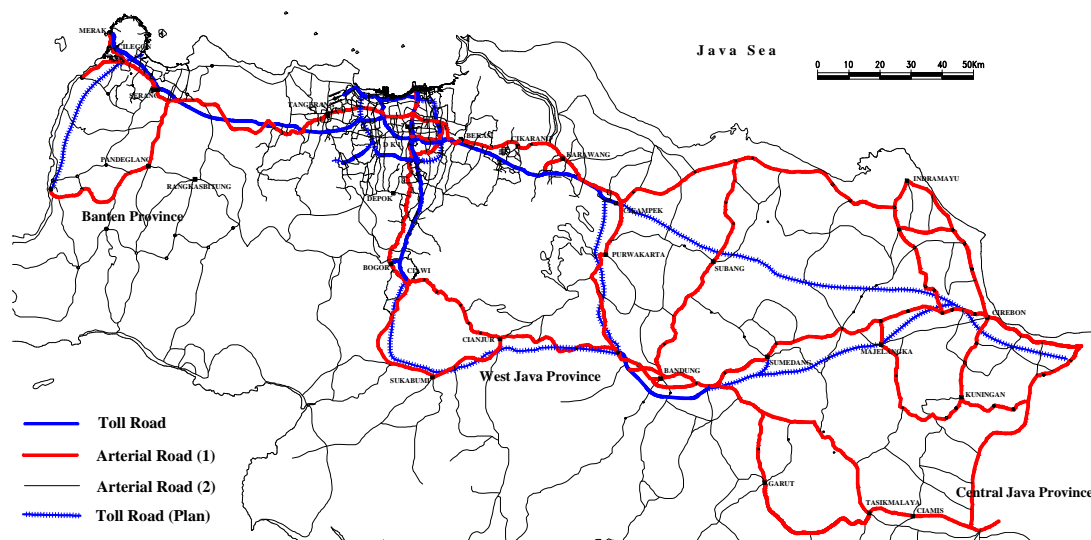 MERAK
Java Sea
CILEGON
0 10 20 30 40 50Km
SERANG
TANGERANG
BEKASI
CIKARANG
D K I
KARAWANG
PANDEGLANG
RANGKASBITUNG
INDRAMAYU
DEPOK
CIKAMPEK
Banten Province
PURWAKARTA
SUBANG
BOGOR
CIAWI
CIREBON
CIANJUR
MAJELANGKA
SUMEDANG
BANDUNG
SUKABUMI
West Java Province
KUNINGAN
Toll Road
Arterial Road (1)
GARUT
Arterial Road (2)
Central Java Province
TASIKMALAYA
CIAMIS
Toll Road (Plan)